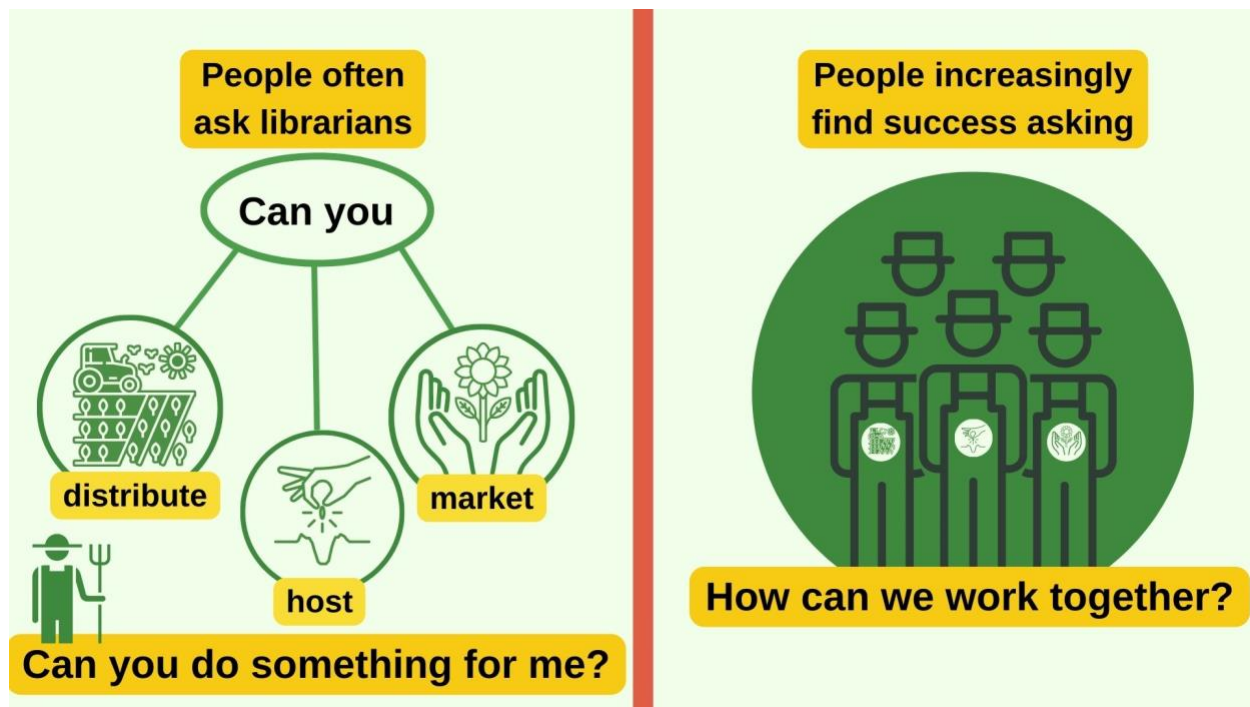 People often
ask librarians
Can you
distribute
market
host
Can you do something for me?
People increasingly
find success asking
How can we work together?